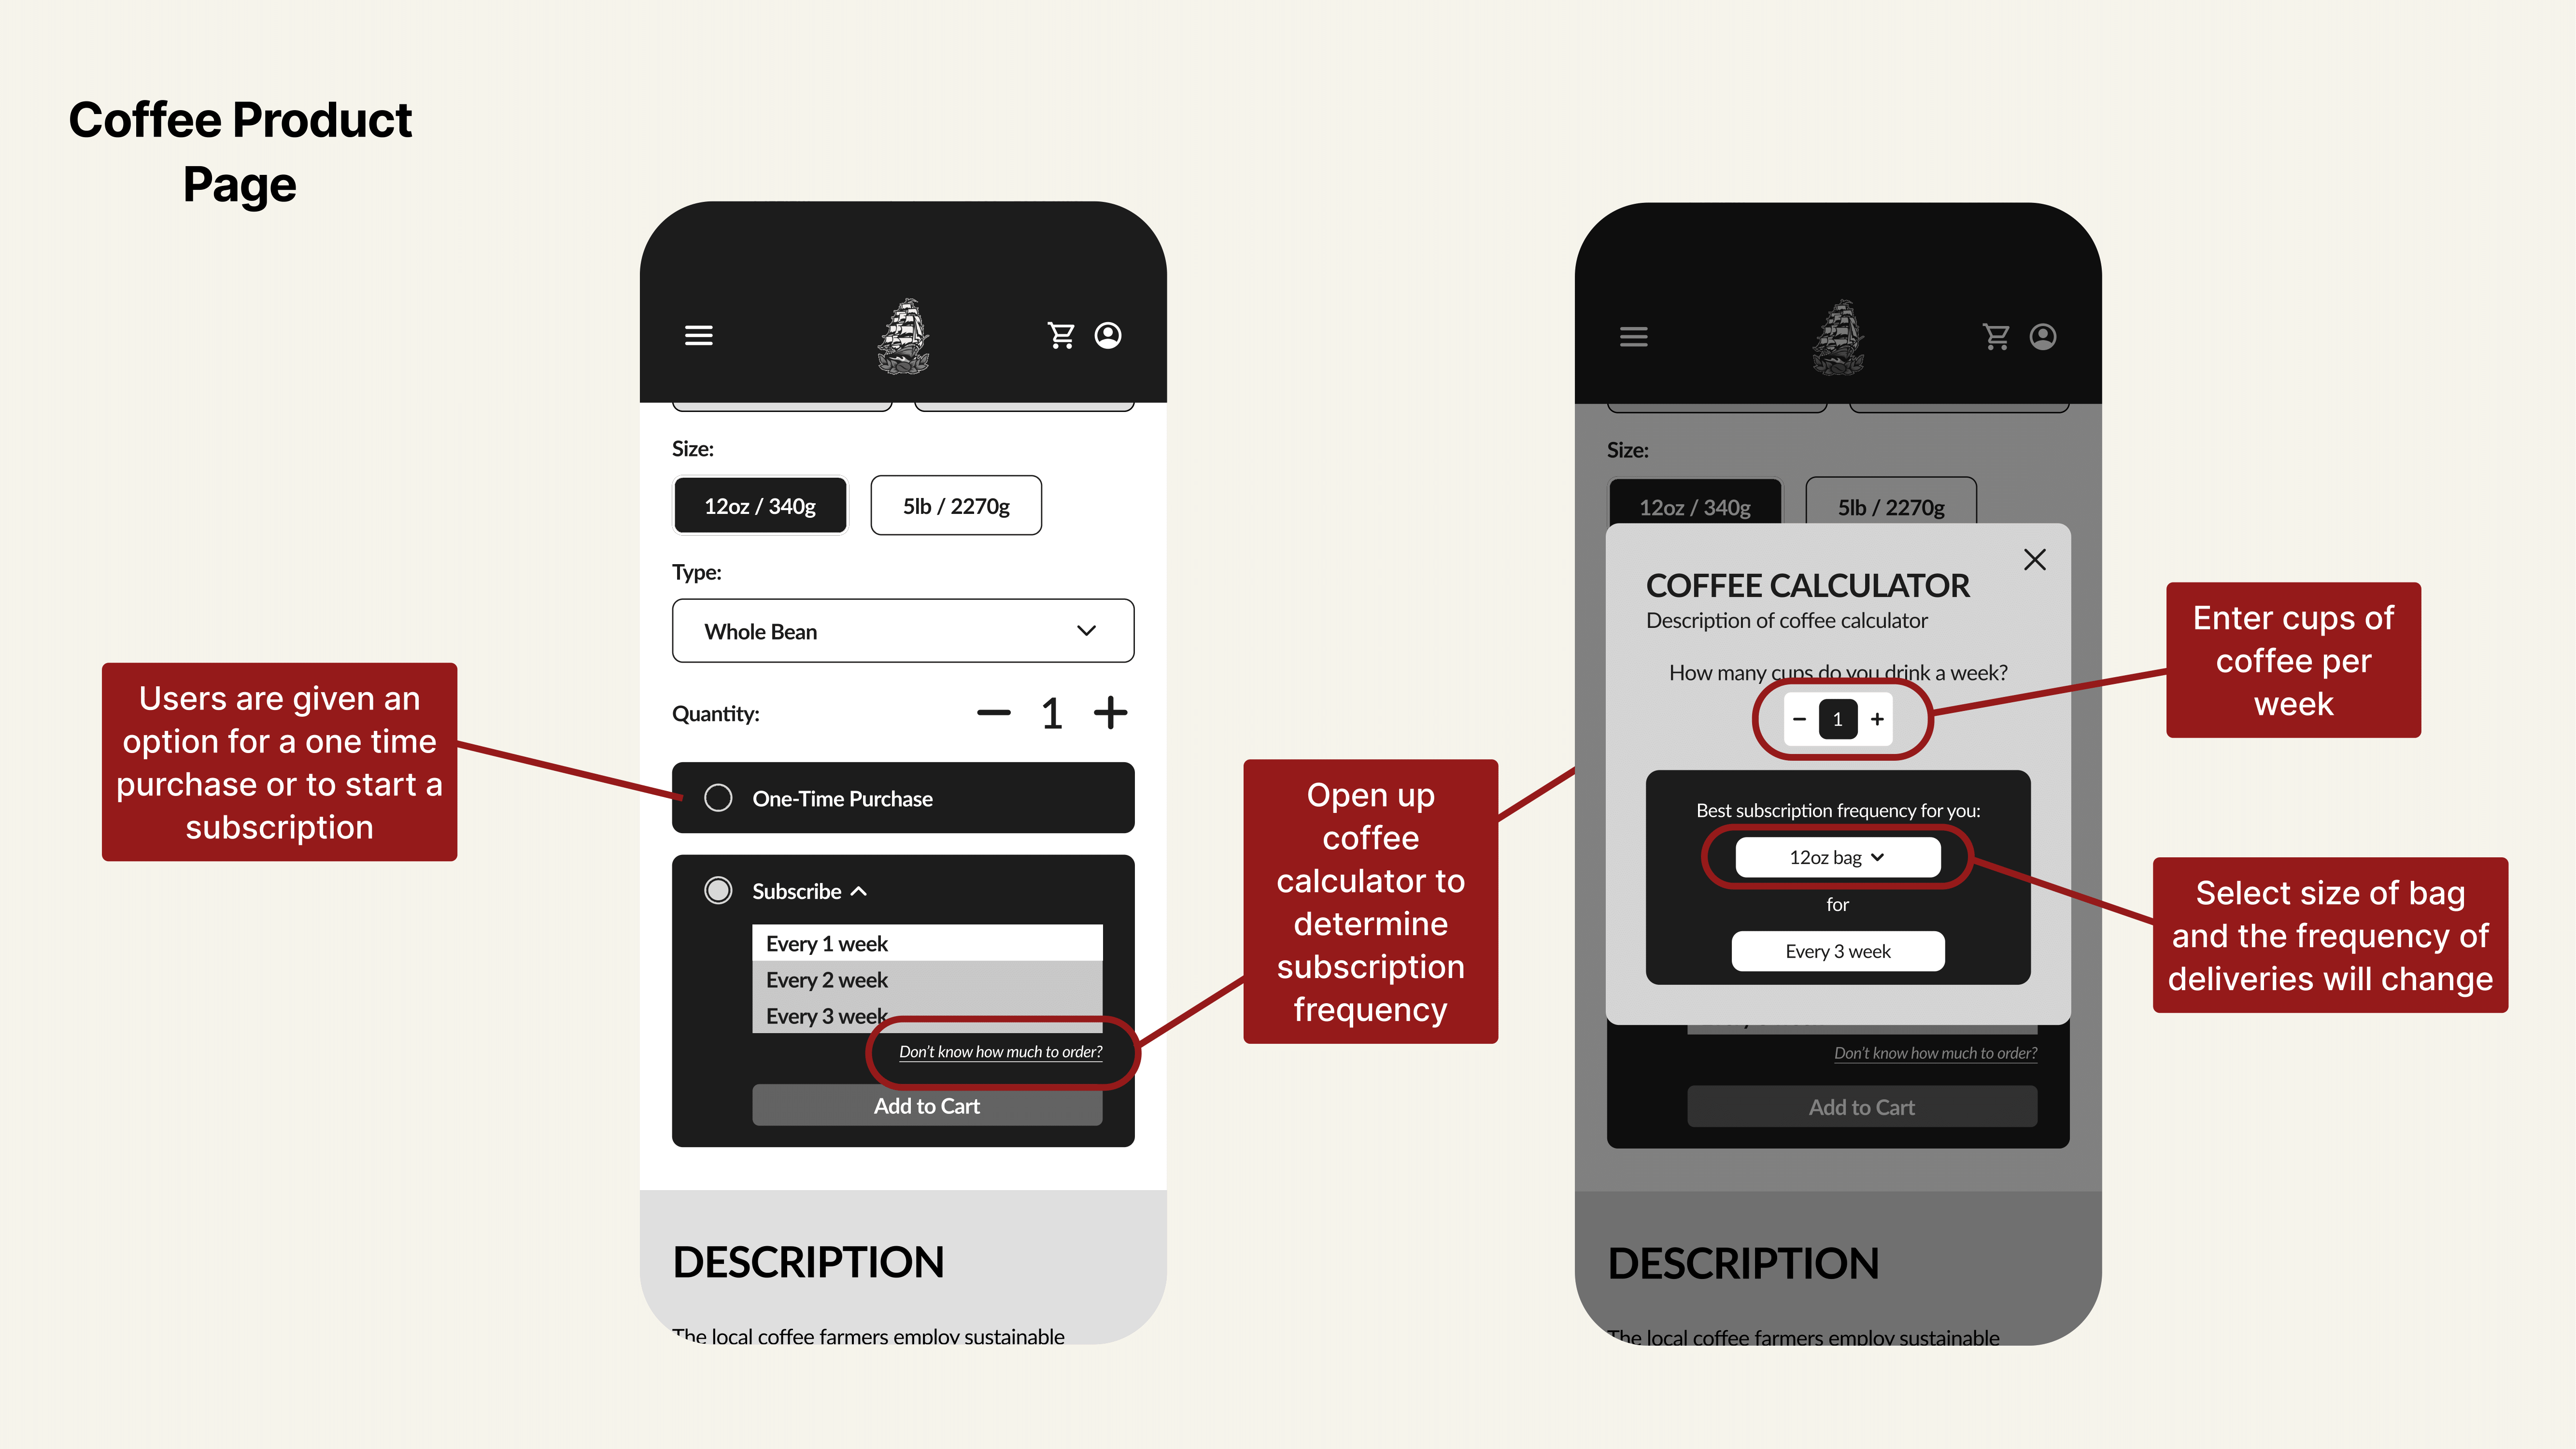 Coffee Product
Page
Size:
12oz / 340g
5lb / 2270g
Type:
Whole Bean
Quantity:
1
One-Time Purchase
Subscribe
Every 1 week
Every 2 week
Every 3 week
Don't know how much to order?
Add to Cart
DESCRIPTION
The local coffee farmers employ sustainable
Users are given an
option for a one time
purchase or to start a
subscription
Open up
coffee
calculator to
determine
subscription
frequency
Size:
12oz / 340g
5lb / 2270g
COFFEE CALCULATOR
Description of coffee calculator
How many cups do you drink a week?
1
Best subscription frequency for you:
12oz bag
for
Every 3 week
Don't know how much to order?
Add to Cart
DESCRIPTION
The local coffee farmers employ sustainable
Enter cups of
coffee per
week
Select size of bag
and the frequency of
deliveries will change